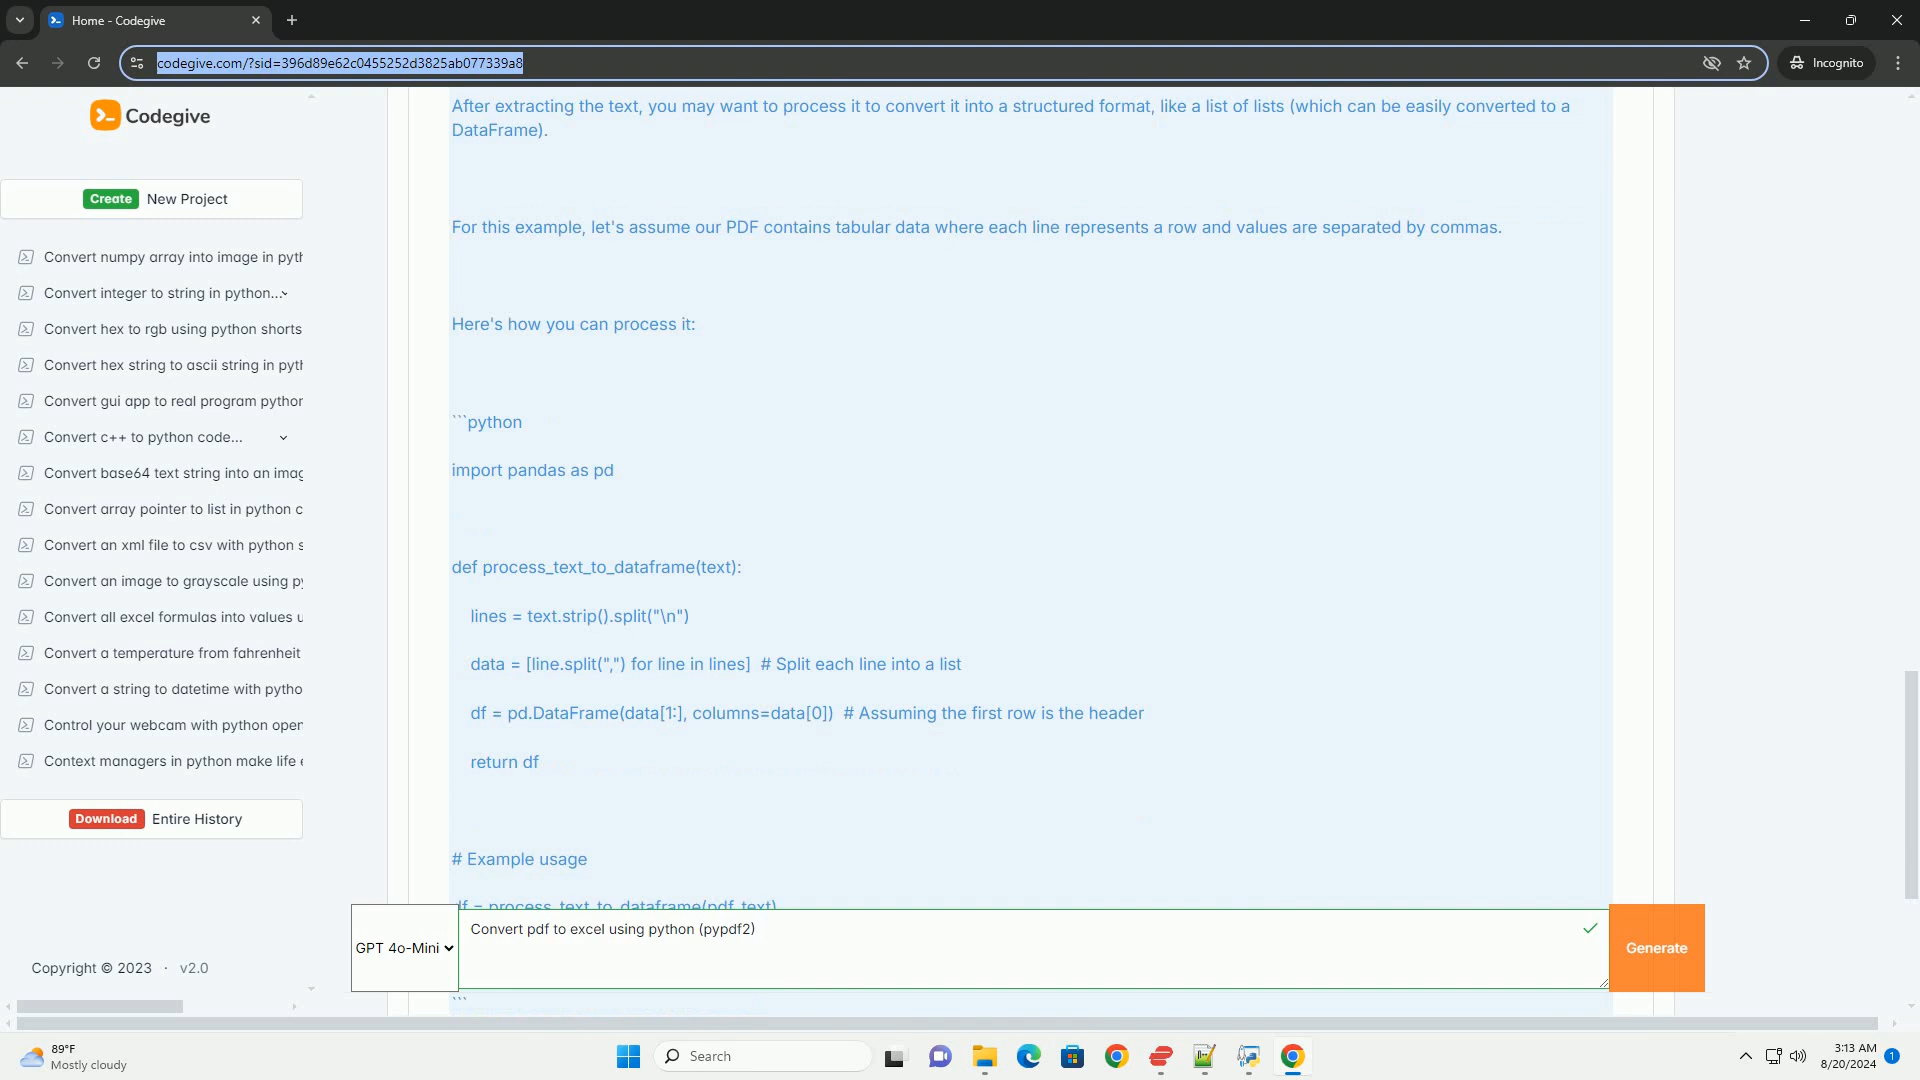 Home - Codegive
codegive.com/?sid=396d89e62c0455252d3825ab077339a8
Incognito
Codegive
Create New Project
Convert numpy array into image in pyth
Convert integer to string in python...
Convert hex to rgb using python shorts
Convert hex string to ascii string in pyth
Convert gui app to real program python
Convert c++ to python code...
Convert base64 text string into an imag
Convert array pointer to list in python c
Convert an xml file to csv with python s
Convert an image to grayscale using py
Convert all excel formulas into values u
Convert a temperature from fahrenheit
Convert a string to datetime with pytho
Control your webcam with python open
Context managers in python make life e
Download Entire History
Copyright © 2023 · v2.0
After extracting the text, you may want to process it to convert it into a structured format, like a list of lists (which can be easily converted to a
DataFrame).
For this example, let's assume our PDF contains tabular data where each line represents a row and values are separated by commas.
Here's how you can process it:
```python
import pandas as pd
def process_text_to_dataframe(text):
lines = text.strip().split("\n")
data = [line.split(",") for line in lines]  # Split each line into a list
df = pd.DataFrame(data[1:], columns=data[0])  # Assuming the first row is the header
return df
# Example usage
df = process_text_to_dataframe(pdf_text)
GPT 4o-Mini
Convert pdf to excel using python (pypdf2)
Generate
```
89°F
Mostly cloudy
Search
3:13 AM
8/20/2024
1